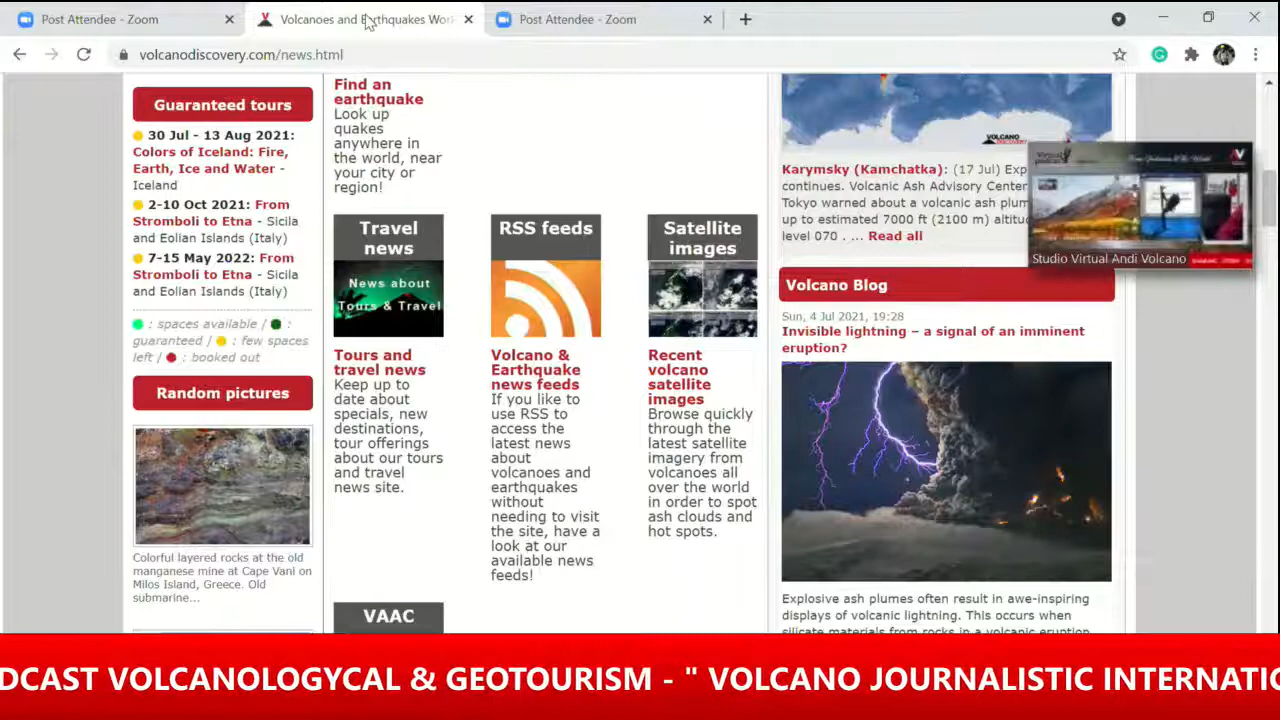 Post Attendee - Zoom
Volcanoes and Earthquakes Wor
Post Attendee - Zoom
volcanodiscovery.com/news.html
Guaranteed tours
30 Jul - 13 Aug 2021:
Colors of Iceland: Fire,
Earth, Ice and Water -
Iceland
2-10 Oct 2021: From
Stromboli to Etna - Sicila
and Eolian Islands (Italy)
7-15 May 2022: From
Stromboli to Etna - Sicila
and Eolian Islands (Italy)
: spaces available / :
guaranteed / : few spaces
left / : booked out
Random pictures
Colorful layered rocks at the old
manganese mine at Cape Vani on
Milos Island, Greece. Old
submarine...
Find an
earthquake
Look up
quakes
anywhere in
the world, near
your city or
region!
Travel
news
News about
Tours & Travel
Tours and
travel news
Keep up to
date about
specials, new
destinations,
tour offerings
about our tours
and travel
news site.
RSS feeds
Volcano &
Earthquake
news feeds
If you like to
use RSS to
access the
latest news
about
volcanoes and
earthquakes
without
needing to visit
the site, have a
look at our
available news
feeds!
Satellite
images
Recent
volcano
satellite
images
Browse quickly
through the
latest satellite
imagery from
volcanoes all
over the world
in order to spot
ash clouds and
hot spots.
VAAC
VOLCANO
DISCOVERY
Karymsky (Kamchatka): (17 Jul) Exp
continues. Volcanic Ash Advisory Center
Tokyo warned about a volcanic ash plum
up to estimated 7000 ft (2100 m) altitu
level 070 . ... Read all
Virtual
Studio Virtual Andi Volcano
Volcano Blog
Sun, 4 Jul 2021, 19:28
Invisible lightning – a signal of an imminent
eruption?
Explosive ash plumes often result in awe-inspiring
displays of volcanic lightning. This occurs when
silicate materials from rocks in a volcanic eruption
DCAST VOLCANOLOGYCAL & GEOTOURISM - " VOLCANO JOURNALISTIC INTERNATIO